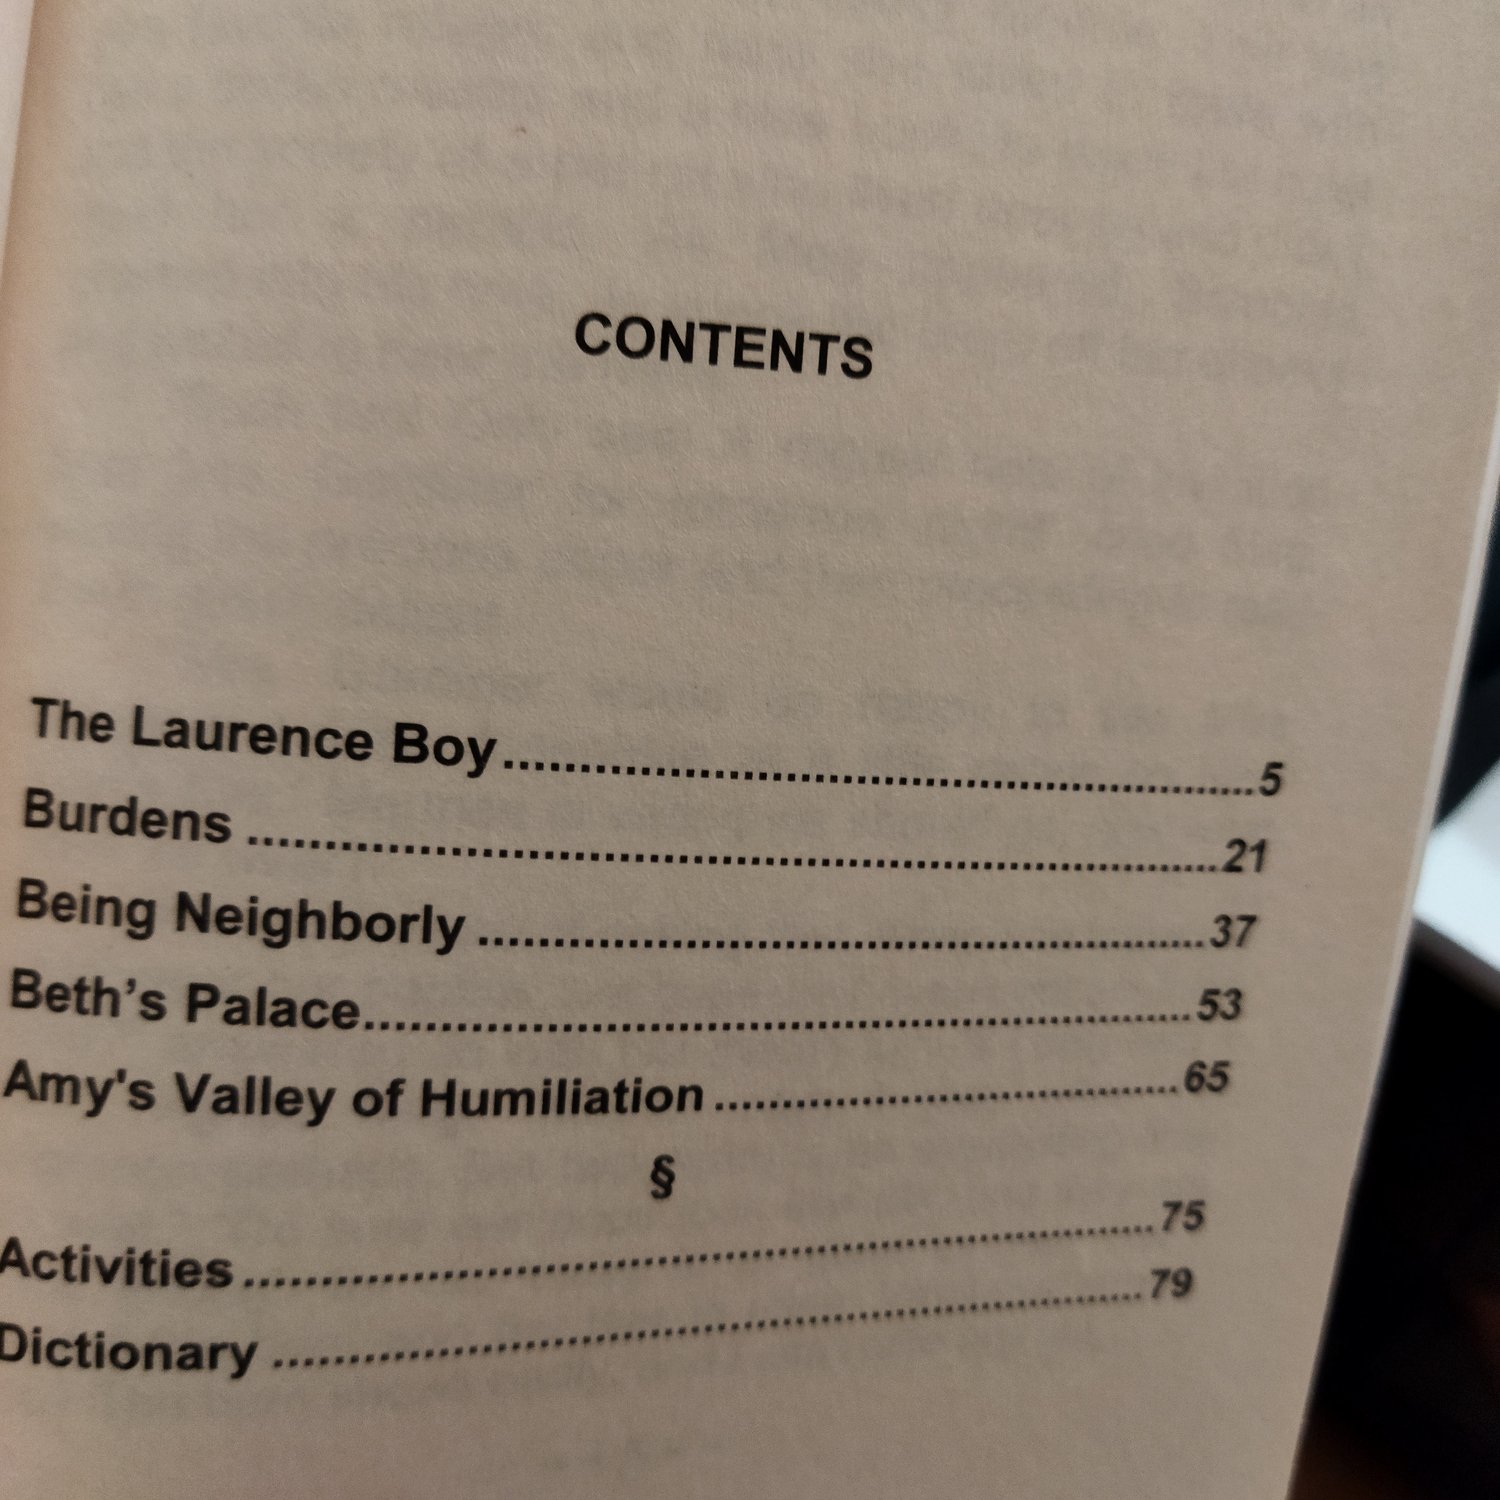 CONTENTS
The Laurence Boy..................................................5
Burdens ................................................................21
Being Neighborly ................................................37
Beth’s Palace.......................................................53
Amy's Valley of Humiliation ...............................65
§
Activities ..............................................................75
Dictionary ...........................................................79